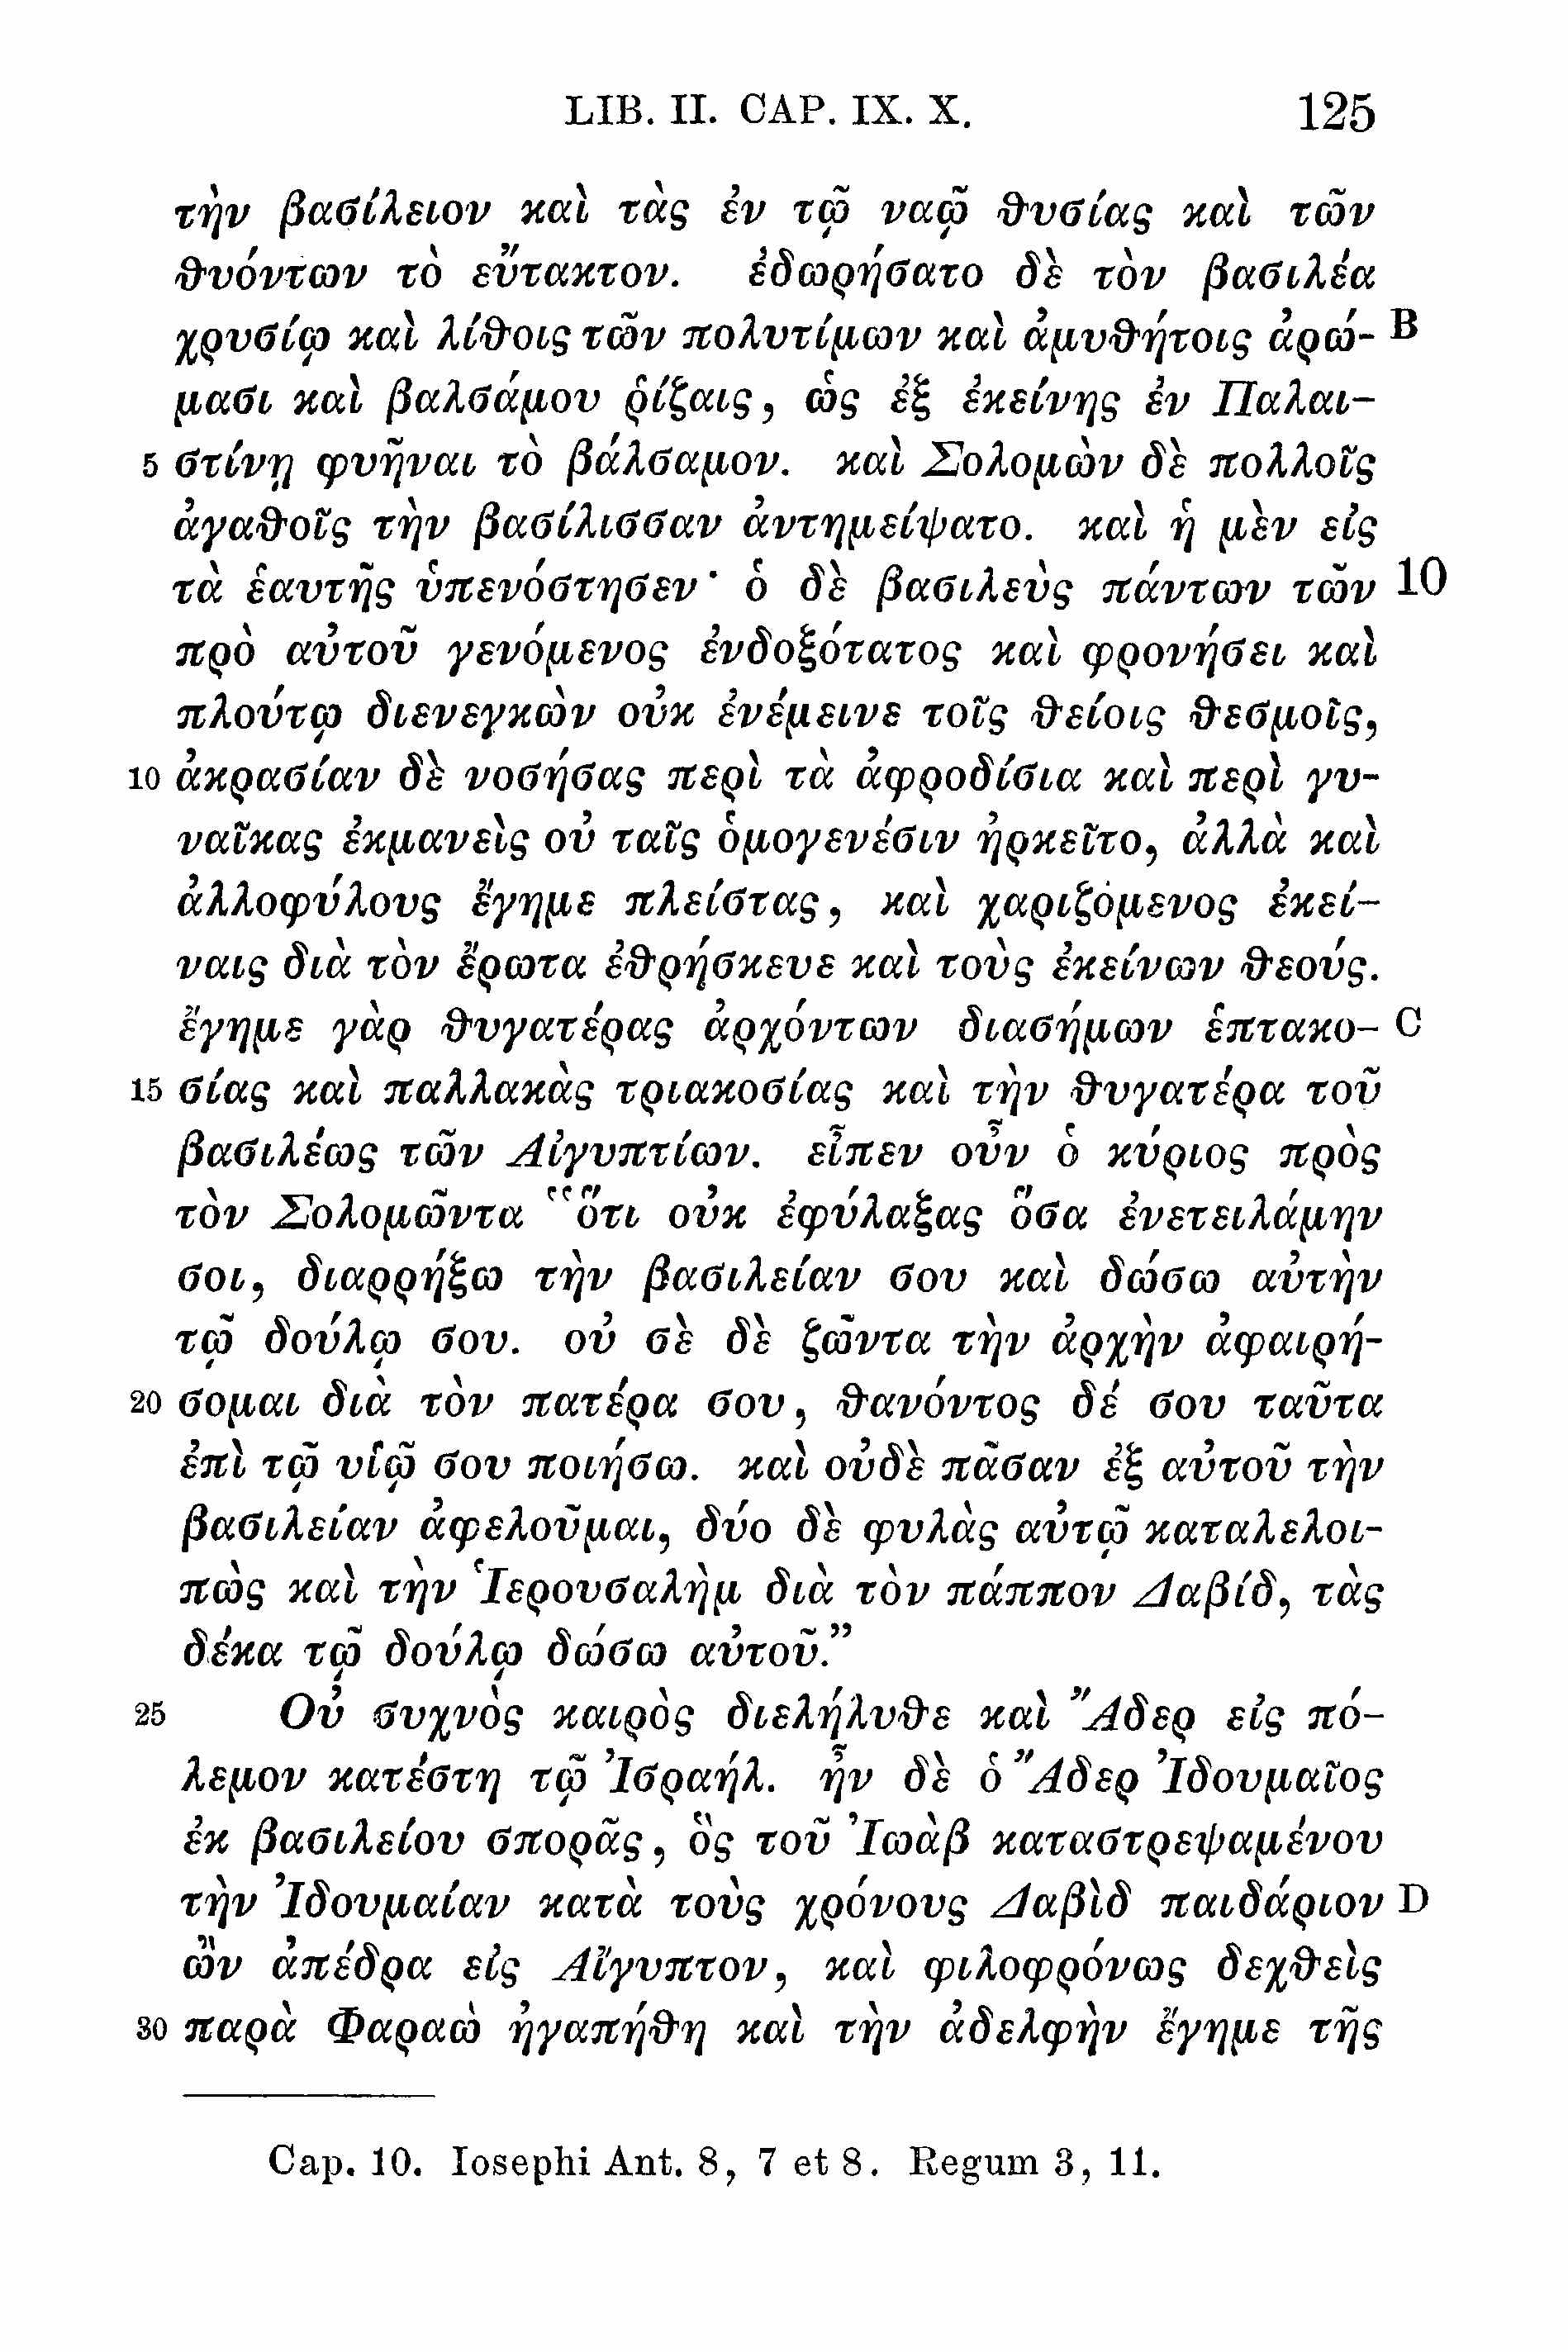 LIB. II. CAP. IX. X. 125
τὴν βασίλειον καὶ τὰς ἐν τῷ ναῷ θυσίας καὶ τῶν
θυόντων τὸ εὔτακτον. ἐδωρήσατο δὲ τὸν βασιλέα
χρυσίῳ καὶ λίθοις τῶν πολυτίμων καὶ ἀμυθήτοις ἀρώ- B
μασι καὶ βαλσάμου ῥίζαις, ὡς ἐξ ἐκείνης ἐν Παλαι-
5 στίνῃ φυῆναι τὸ βάλσαμον. καὶ Σολομὼν δὲ πολλοῖς
ἀγαθοῖς τὴν βασίλισσαν ἀντημείψατο. καὶ ἡ μὲν εἰς
τὰ ἑαυτῆς ὑπενόστησεν· ὁ δὲ βασιλεὺς πάντων τῶν 10
πρὸ αὐτοῦ γενόμενος ἐνδοξότατος καὶ φρονήσει καὶ
πλούτῳ διενεγκὼν οὐκ ἐνέμεινε τοῖς θείοις θεσμοῖς,
10 ἀκρασίαν δὲ νοσήσας περὶ τὰ ἀφροδίσια καὶ περὶ γυ-
ναῖκας ἐκμανεὶς οὐ ταῖς ὁμογενέσιν ἠρκεῖτο, ἀλλὰ καὶ
ἀλλοφύλους ἔγημε πλείστας, καὶ χαριζόμενος ἐκεί-
ναις διὰ τὸν ἔρωτα ἐθρήσκευε καὶ τοὺς ἐκείνων θεούς.
ἔγημε γὰρ θυγατέρας ἀρχόντων διασήμων ἑπτακο- C
15 σίας καὶ παλλακὰς τριακοσίας καὶ τὴν θυγατέρα τοῦ
βασιλέως τῶν Αἰγυπτίων. εἶπεν οὖν ὁ κύριος πρὸς
τὸν Σολομῶντα “ὅτι οὐκ ἐφύλαξας ὅσα ἐνετειλάμην
σοι, διαρρήξω τὴν βασιλείαν σου καὶ δώσω αὐτὴν
τῷ δούλῳ σου. οὐ σὲ δὲ ζῶντα τὴν ἀρχὴν ἀφαιρή-
20 σομαι διὰ τὸν πατέρα σου, θανόντος δέ σου ταῦτα
ἐπὶ τῷ υἱῷ σου ποιήσω. καὶ οὐδὲ πᾶσαν ἐξ αὐτοῦ τὴν
βασιλείαν ἀφελοῦμαι, δύο δὲ φυλὰς αὐτῷ καταλελοι-
πὼς καὶ τὴν Ἱερουσαλὴμ διὰ τὸν πάππον Δαβίδ, τὰς
δέκα τῷ δούλῳ δώσω αὐτοῦ.”
25 Οὐ συχνὸς καιρὸς διελήλυθε καὶ Ἄδερ εἰς πό-
λεμον κατέστη τῷ Ἰσραήλ. ἦν δὲ ὁ Ἄδερ Ἰδουμαῖος
ἐκ βασιλείου σπορᾶς, ὃς τοῦ Ἰωὰβ καταστρεψαμένου
τὴν Ἰδουμαίαν κατὰ τοὺς χρόνους Δαβὶδ παιδάριον D
ὢν ἀπέδρα εἰς Αἴγυπτον, καὶ φιλοφρόνως δεχθεὶς
30 παρὰ Φαραὼ ἠγαπήθη καὶ τὴν ἀδελφὴν ἔγημε τῆς
Cap. 10. Iosephi Ant. 8, 7 et 8. Regum 3, 11.